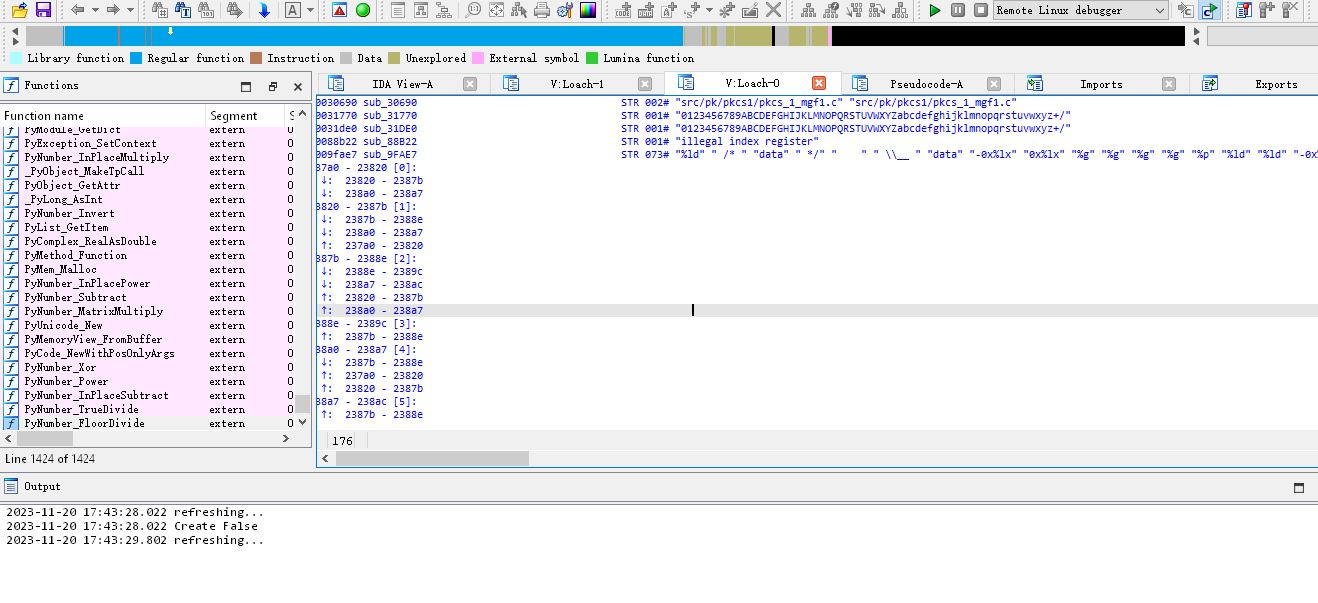 Remote Linux debugger
Library function Regular function Instruction Data Unexplored External symbol Lumina function
Functions
IDA View-A V:Loach-1 V:Loach-0 Pseudocode-A Imports Exports
Function name Segment S
PyModule_GetDict extern 0
PyException_SetContext extern 0
PyNumber_InPlaceMultiply extern 0
_PyObject_MakeTpCall extern 0
PyObject_GetAttr extern 0
_PyLong_AsInt extern 0
PyNumber_Invert extern 0
PyList_GetItem extern 0
PyComplex_RealAsDouble extern 0
PyMethod_Function extern 0
PyMem_Malloc extern 0
PyNumber_InPlacePower extern 0
PyNumber_Subtract extern 0
PyNumber_MatrixMultiply extern 0
PyUnicode_New extern 0
PyMemoryView_FromBuffer extern 0
PyCode_NewWithPosOnlyArgs extern 0
PyNumber_Xor extern 0
PyNumber_Power extern 0
PyNumber_InPlaceSubtract extern 0
PyNumber_TrueDivide extern 0
PyNumber_FloorDivide extern 0
Line 1424 of 1424
0030690 sub_30690 STR 002# "src/pk/pkcs1/pkcs_1_mgf1.c" "src/pk/pkcs1/pkcs_1_mgf1.c"
0031770 sub_31770 STR 001# "0123456789ABCDEFGHIJKLMNOPQRSTUVWXYZabcdefghijklmnopqrstuvwxyz+/"
0031de0 sub_31DE0 STR 001# "0123456789ABCDEFGHIJKLMNOPQRSTUVWXYZabcdefghijklmnopqrstuvwxyz+/"
0088b22 sub_88B22 STR 001# "illegal index register"
009fae7 sub_9FAE7 STR 073# "%ld" " /* " "data" " */" " " " \\__ " "data" "-0x%lx" "0x%lx" "%g" "%g" "%g" "%g" "%p" "%ld" "%ld" "-0x
37a0 - 23820 [0]:
↓: 23820 - 2387b
↓: 238a0 - 238a7
3820 - 2387b [1]:
↓: 2387b - 2388e
↓: 238a0 - 238a7
↑: 237a0 - 23820
387b - 2388e [2]:
↓: 2388e - 2389c
↓: 238a7 - 238ac
↑: 23820 - 2387b
↑: 238a0 - 238a7
388e - 2389c [3]:
↑: 2387b - 2388e
38a0 - 238a7 [4]:
↓: 2387b - 2388e
↑: 237a0 - 23820
↑: 23820 - 2387b
38a7 - 238ac [5]:
↑: 2387b - 2388e
176
Output
2023-11-20 17:43:28.022 refreshing...
2023-11-20 17:43:28.022 Create False
2023-11-20 17:43:29.802 refreshing...